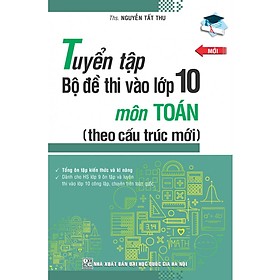 Ths. NGUYỄN TẤT THU
MỚI
Tuyển tập
Bộ đề thi vào lớp 10
môn TOÁN
(theo cấu trúc mới)
Tổng ôn tập kiến thức và kĩ năng
Dành cho HS lớp 9 ôn tập và luyện
thi vào lớp 10 công lập, chuyên trên toàn quốc
NHÀ XUẤT BẢN ĐẠI HỌC QUỐC GIA HÀ NỘI